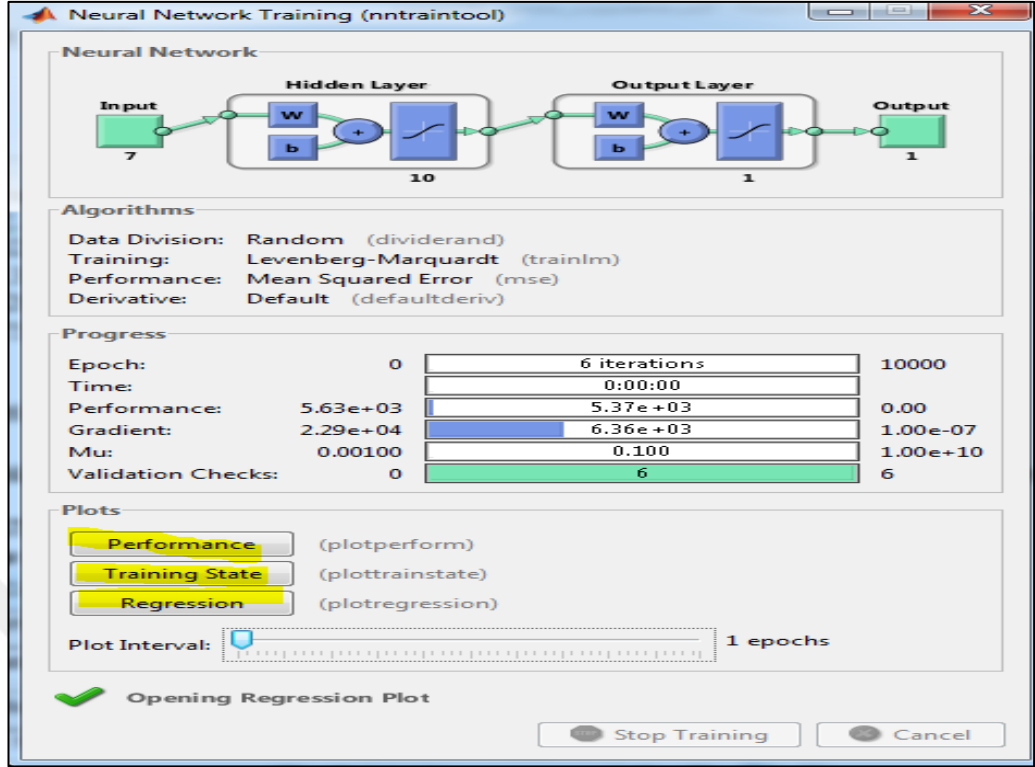 Neural Network Training (nntraintool)
Neural Network
Hidden Layer Output Layer
Input Output
W W
+ +
b b
7 10 1 1
Algorithms
Data Division: Random (dividerand)
Training: Levenberg-Marquardt (trainlm)
Performance: Mean Squared Error (mse)
Derivative: Default (defaultderiv)
Progress
Epoch: 0 6 iterations 10000
Time: 0:00:00
Performance: 5.63e+03 5.37e+03 0.00
Gradient: 2.29e+04 6.36e+03 1.00e-07
Mu: 0.00100 0.100 1.00e+10
Validation Checks: 0 6 6
Plots
Performance (plotperform)
Training State (plottrainstate)
Regression (plotregression)
Plot Interval: 1 epochs
Opening Regression Plot
Stop Training Cancel